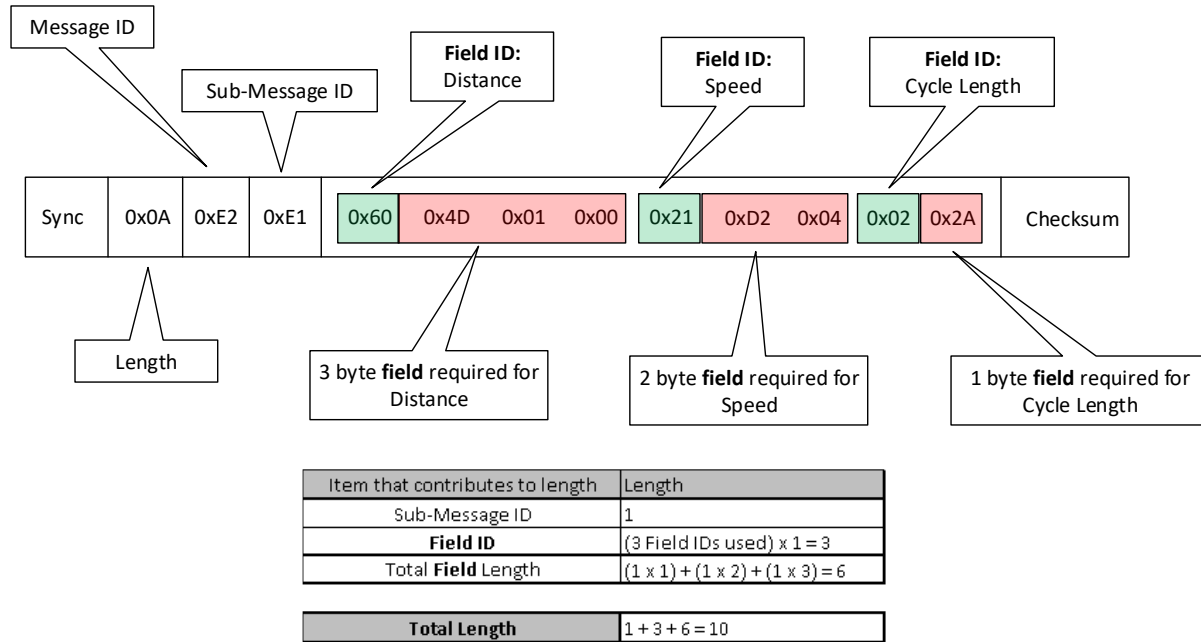 Message ID
Sub-Message ID
Field ID:
Distance
Field ID:
Speed
Field ID:
Cycle Length
Sync 0x0A 0xE2 0xE1 0x60 0x4D 0x01 0x00 0x21 0xD2 0x04 0x02 0x2A Checksum
Length
3 byte field required for
Distance
2 byte field required for
Speed
1 byte field required for
Cycle Length
Item that contributes to length Length
Sub-Message ID 1
Field ID (3 Field IDs used) x 1 = 3
Total Field Length (1 x 1) + (1 x 2) + (1 x 3) = 6
Total Length 1 + 3 + 6 = 10